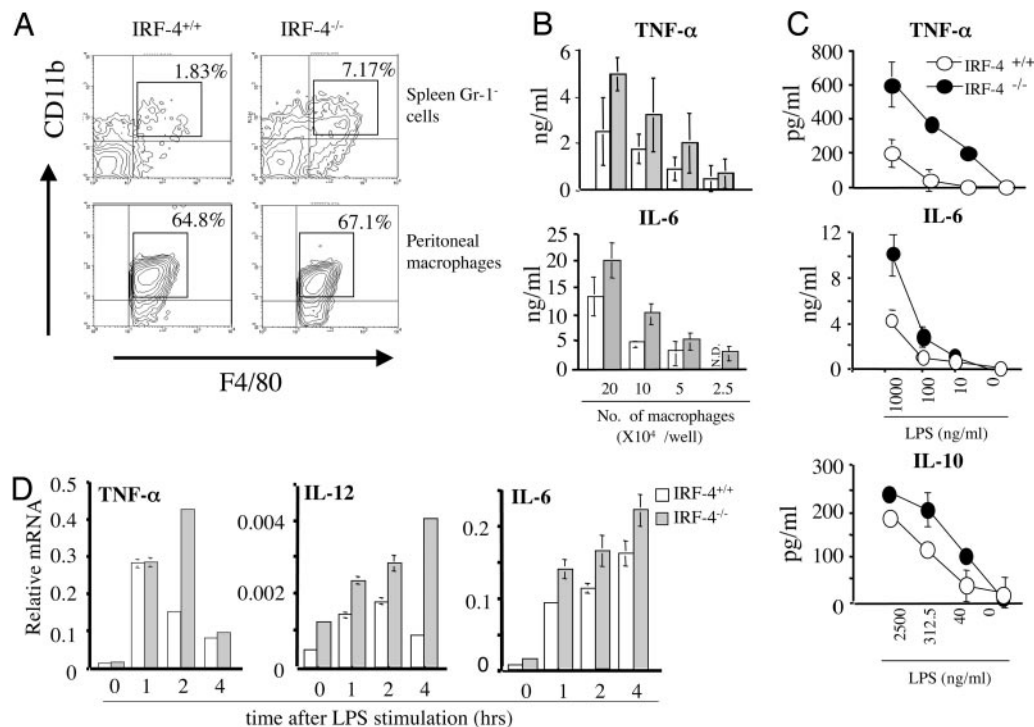 A
IRF-4+/+ IRF-4-/-
CD11b
1.83% 7.17%
Spleen Gr-1-
cells
64.8% 67.1%
Peritoneal
macrophages
F4/80
B
TNF-α
ng/ml
6
4
2
0
IL-6
ng/ml
25
20
15
10
5
0
N.D.
20 10 5 2.5
No. of macrophages
(X10⁴ /well)
C
TNF-α
IRF-4 +/+
IRF-4 -/-
pg/ml
800
600
400
200
0
IL-6
ng/ml
12
8
4
0
1000 100 10 0
LPS (ng/ml)
IL-10
pg/ml
300
200
100
0
2500 312.5 40 0
LPS (ng/ml)
D
Relative mRNA
TNF-α
0.5
0.4
0.3
0.2
0.1
0
0 1 2 4
IL-12
0.004
0.002
0.000
0 1 2 4
IL-6
0.2
0.1
0
0 1 2 4
IRF-4+/+
IRF-4-/-
time after LPS stimulation (hrs)